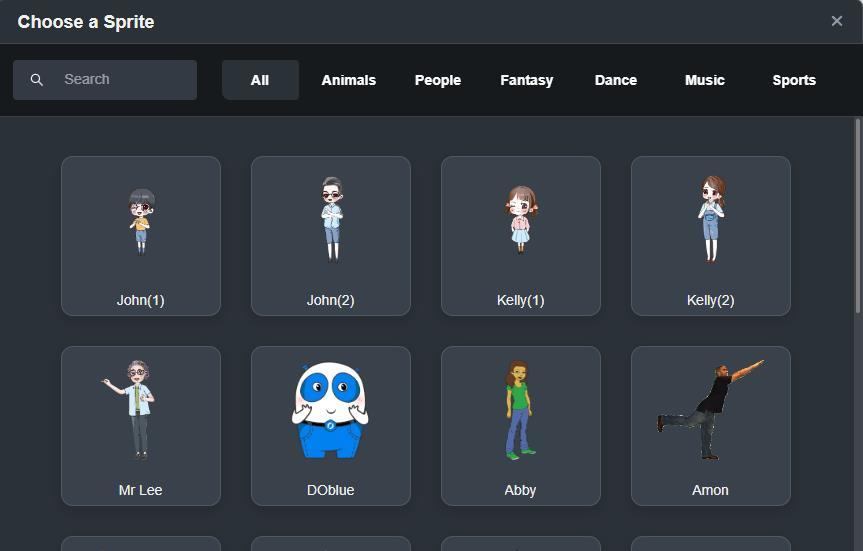 Choose a Sprite
Search All Animals People Fantasy Dance Music Sports
John(1) John(2) Kelly(1) Kelly(2)
Mr Lee DOblue Abby Amon